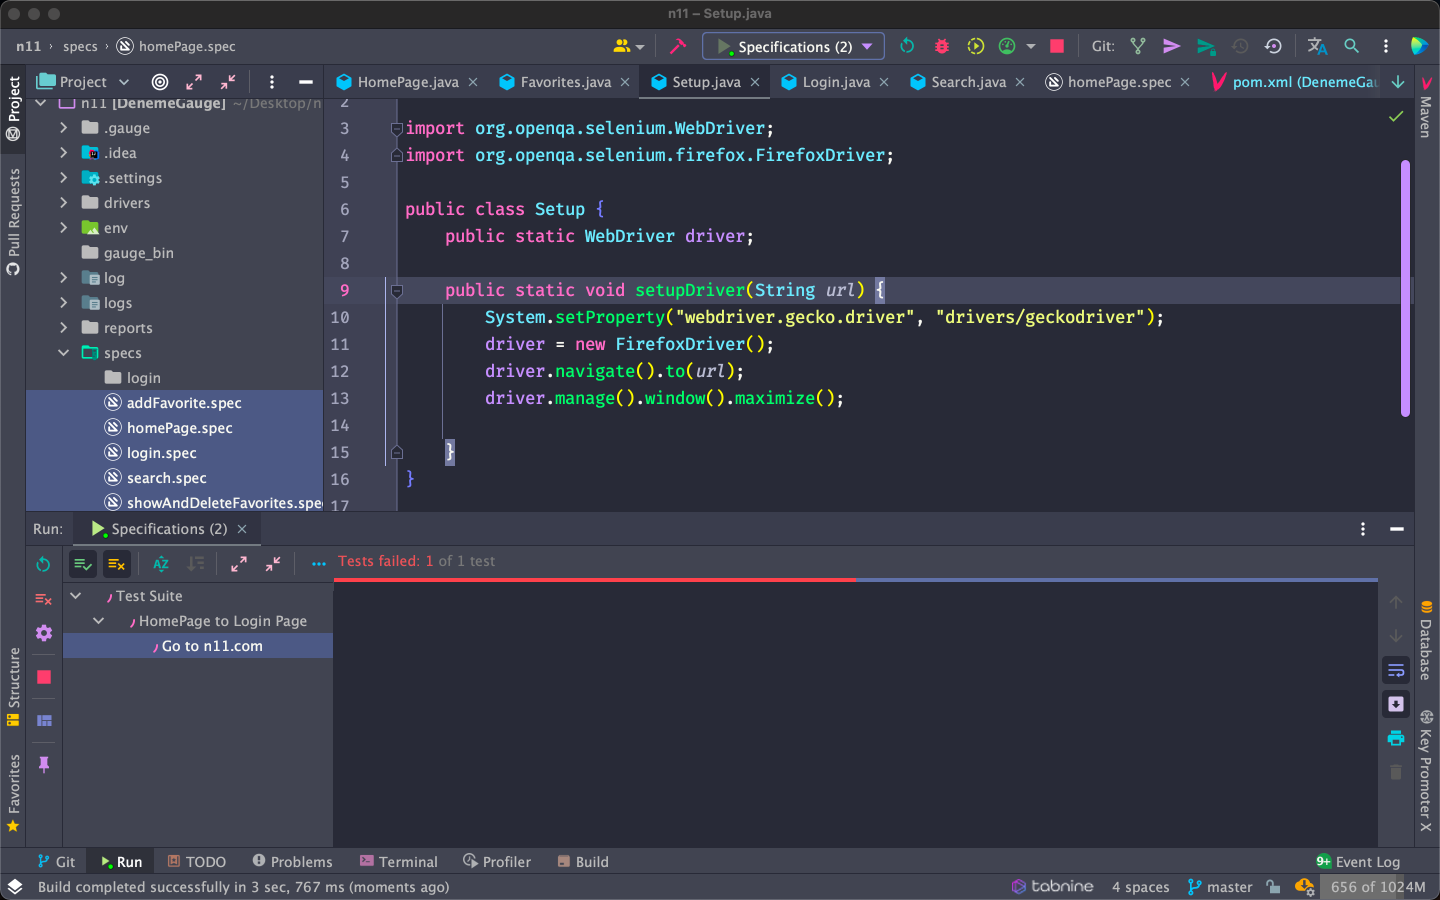 n11 – Setup.java
n11 › specs › homePage.spec
Specifications (2)
Git:
Project
HomePage.java
Favorites.java
Setup.java
Login.java
Search.java
homePage.spec
pom.xml (DenemeGau
Project
Pull Requests
Structure
Favorites
n11 [DenemeGauge] ~/Desktop/n
.gauge
.idea
.settings
drivers
env
gauge_bin
log
logs
reports
specs
login
addFavorite.spec
homePage.spec
login.spec
search.spec
showAndDeleteFavorites.spec
2
3 import org.openqa.selenium.WebDriver;
4 import org.openqa.selenium.firefox.FirefoxDriver;
5
6 public class Setup {
7 public static WebDriver driver;
8
9 public static void setupDriver(String url) {
10 System.setProperty("webdriver.gecko.driver", "drivers/geckodriver");
11 driver = new FirefoxDriver();
12 driver.navigate().to(url);
13 driver.manage().window().maximize();
14
15 }
16 }
17
Maven
Database
Key Promoter X
Run: Specifications (2)
Tests failed: 1 of 1 test
Test Suite
HomePage to Login Page
Go to n11.com
Git
Run
TODO
Problems
Terminal
Profiler
Build
9+ Event Log
Build completed successfully in 3 sec, 767 ms (moments ago)
tabnine
4 spaces
master
656 of 1024M